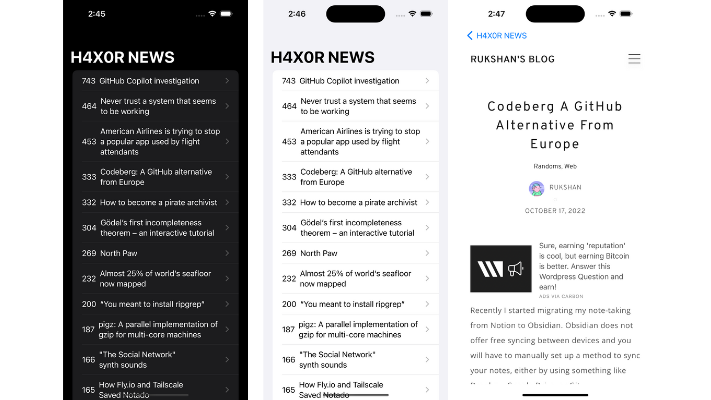 2:45
H4X0R NEWS
743 GitHub Copilot investigation
464 Never trust a system that seems
to be working
453 American Airlines is trying to stop
a popular app used by flight
attendants
333 Codeberg: A GitHub alternative
from Europe
332 How to become a pirate archivist
304 Gödel's first incompleteness
theorem – an interactive tutorial
269 North Paw
232 Almost 25% of world's seafloor
now mapped
200 "You meant to install ripgrep"
187 pigz: A parallel implementation of
gzip for multi-core machines
166 "The Social Network"
synth sounds
165 How Fly.io and Tailscale
Saved Notado
2:46
H4X0R NEWS
743 GitHub Copilot investigation
464 Never trust a system that seems
to be working
453 American Airlines is trying to stop
a popular app used by flight
attendants
333 Codeberg: A GitHub alternative
from Europe
332 How to become a pirate archivist
304 Gödel's first incompleteness
theorem – an interactive tutorial
269 North Paw
232 Almost 25% of world's seafloor
now mapped
200 "You meant to install ripgrep"
187 pigz: A parallel implementation of
gzip for multi-core machines
166 "The Social Network"
synth sounds
165 How Fly.io and Tailscale
Saved Notado
2:47
H4X0R NEWS
RUKSHAN'S BLOG
Codeberg A GitHub
Alternative From
Europe
Randoms, Web
RUKSHAN
OCTOBER 17, 2022
Sure, earning 'reputation'
is cool, but earning Bitcoin
is better. Answer this
Wordpress Question and
earn!
ADS VIA CARBON
Recently I started migrating my note-taking
from Notion to Obsidian. Obsidian does not
offer free syncing between devices and you
will have to manually set up a method to sync
your notes, either by using something like